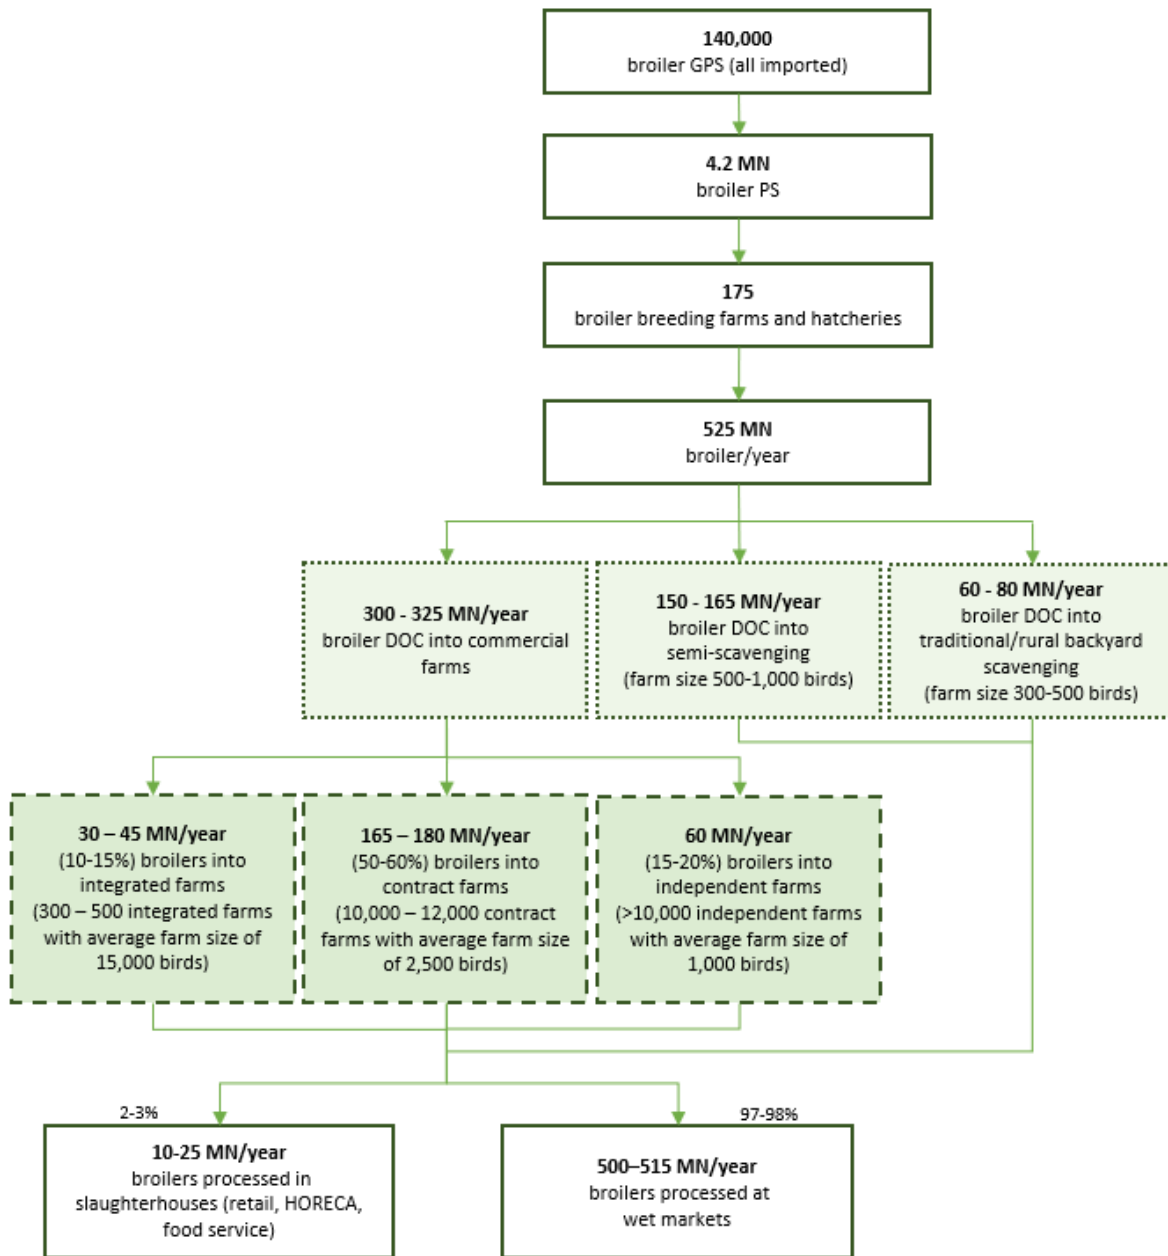 140,000
broiler GPS (all imported)
4.2 MN
broiler PS
175
broiler breeding farms and hatcheries
525 MN
broiler/year
300 - 325 MN/year
broiler DOC into commercial
farms
150 - 165 MN/year
broiler DOC into
semi-scavenging
(farm size 500-1,000 birds)
60 - 80 MN/year
broiler DOC into
traditional/rural backyard
scavenging
(farm size 300-500 birds)
30 – 45 MN/year
(10-15%) broilers into
integrated farms
(300 – 500 integrated farms
with average farm size of
15,000 birds)
165 – 180 MN/year
(50-60%) broilers into
contract farms
(10,000 – 12,000 contract
farms with average farm size
of 2,500 birds)
60 MN/year
(15-20%) broilers into
independent farms
(>10,000 independent farms
with average farm size of
1,000 birds)
2-3%
10-25 MN/year
broilers processed in
slaughterhouses (retail, HORECA,
food service)
97-98%
500–515 MN/year
broilers processed at
wet markets